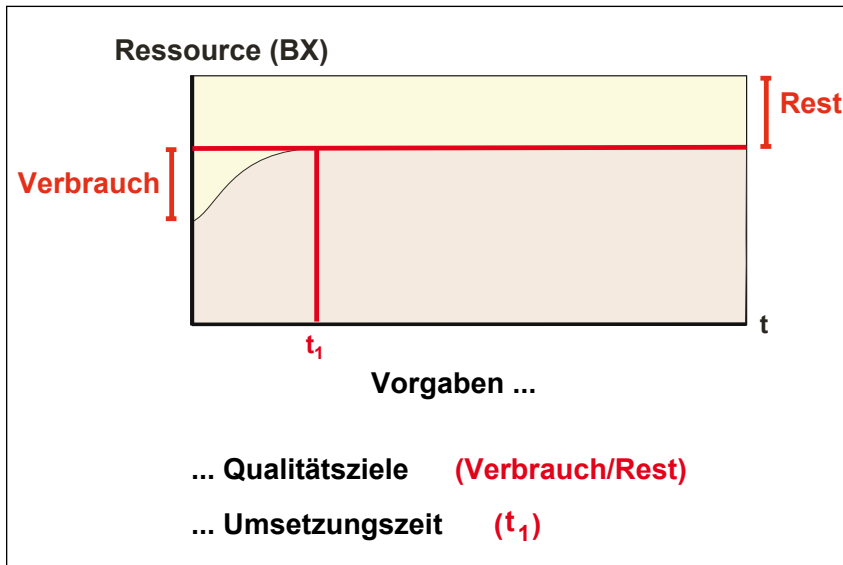 Ressource (BX)
Rest
Verbrauch
t
t₁
Vorgaben ...
... Qualitätsziele (Verbrauch/Rest)
... Umsetzungszeit (t₁)